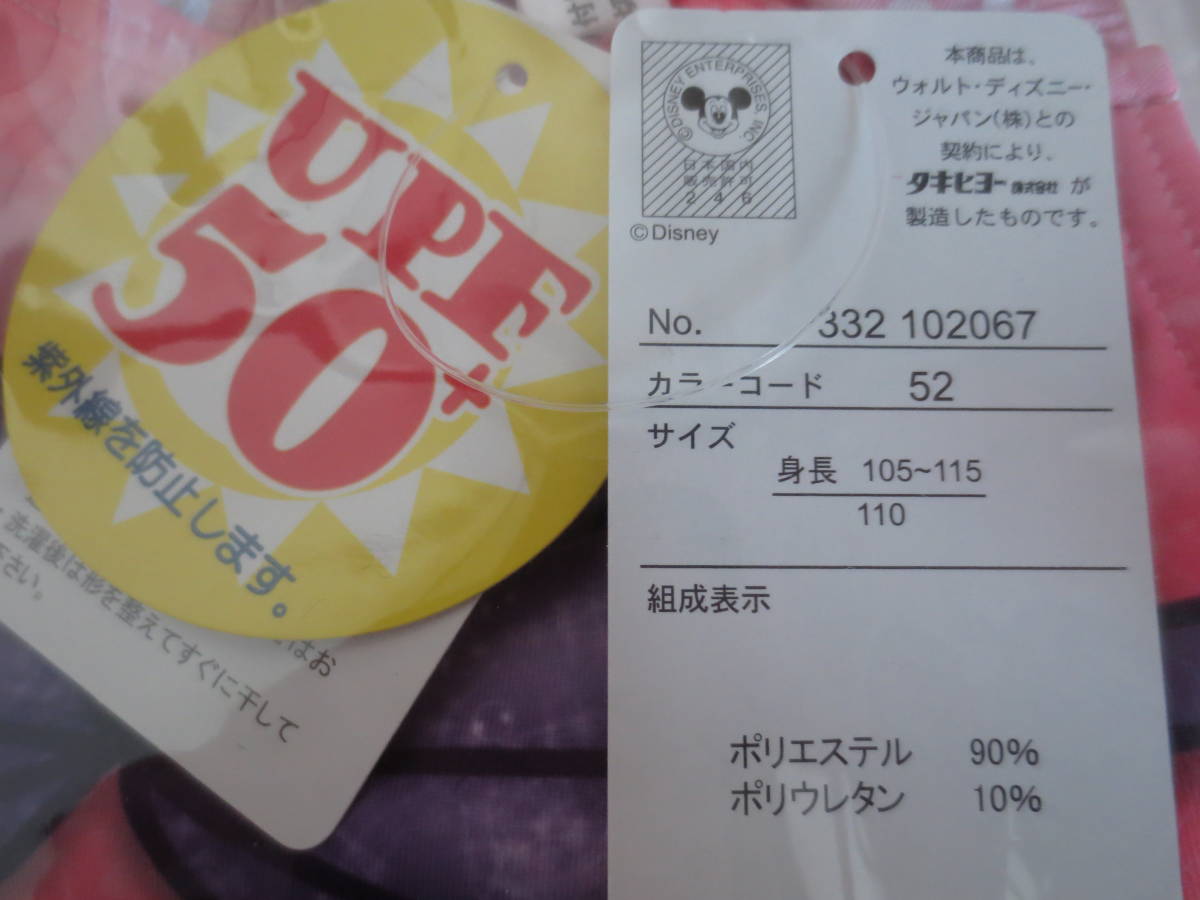 UPF
50+
紫外線を防止します。
洗濯後は形を整えてすぐに干して
下さい。
はお
©DISNEY ENTERPRISES, INC.
日本国内
販売許可
246
©Disney
本商品は、
ウォルト・ディズニー・
ジャパン(株)との
契約により、
タキヒヨー株式会社が
製造したものです。
No. 332 102067
カラーコード 52
サイズ
身長 105~115
110
組成表示
ポリエステル 90%
ポリウレタン 10%